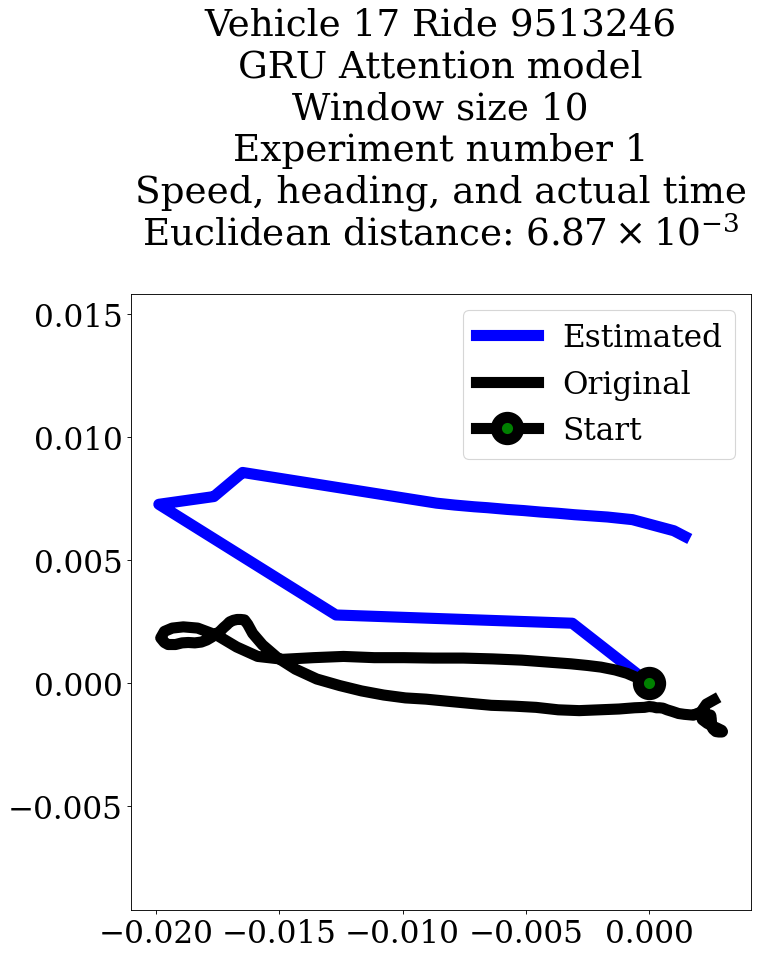 Vehicle 17 Ride 9513246
GRU Attention model
Window size 10
Experiment number 1
Speed, heading, and actual time
Euclidean distance: 6.87 × 10⁻³
Estimated
Original
Start
0.015
0.010
0.005
0.000
−0.005
−0.020 −0.015 −0.010 −0.005 0.000